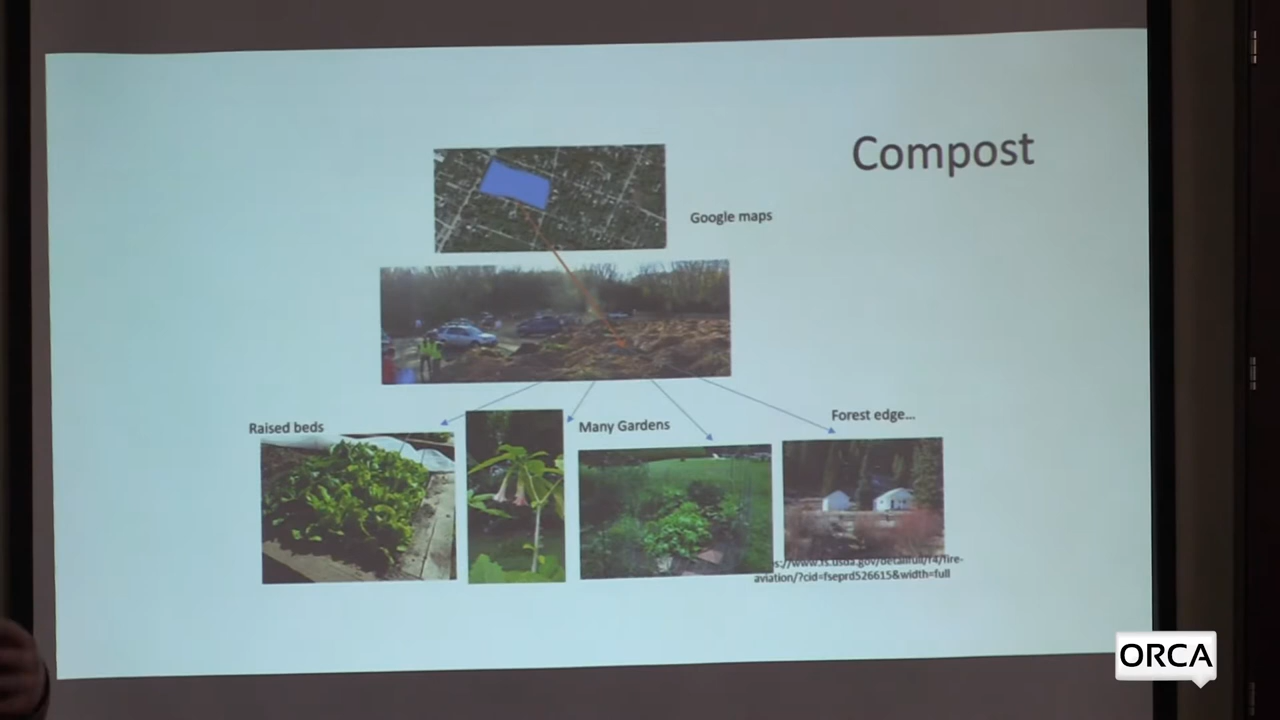 Compost
Google maps
Raised beds
Many Gardens
Forest edge...
s://www.fs.usda.gov/detailfull/r4/fire-
aviation/?cid=fseprd526615&width=full
ORCA